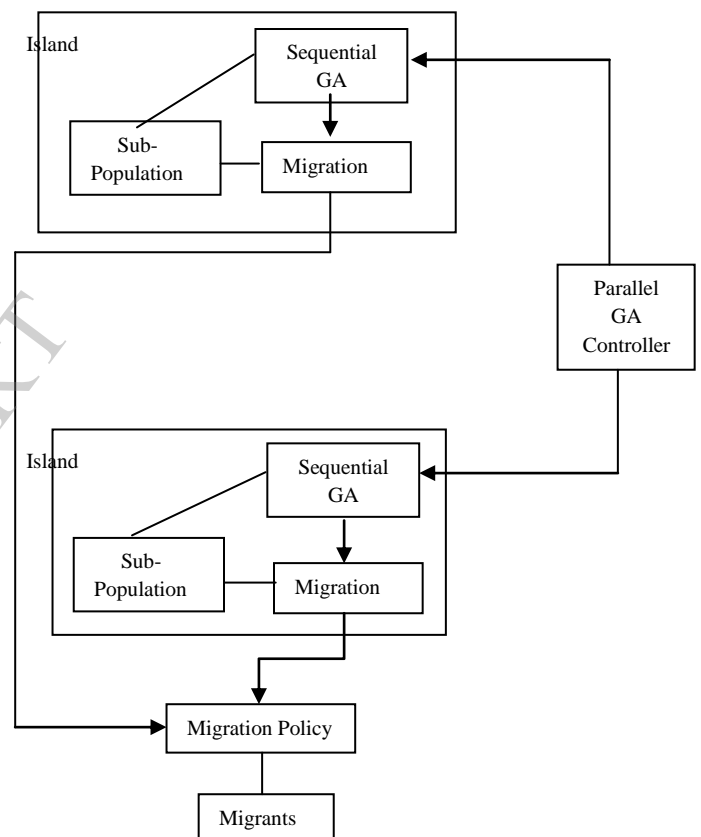 Island
Sequential
GA
Sub-
Population
Migration
Parallel
GA
Controller
Island
Sequential
GA
Sub-
Population
Migration
Migration Policy
Migrants